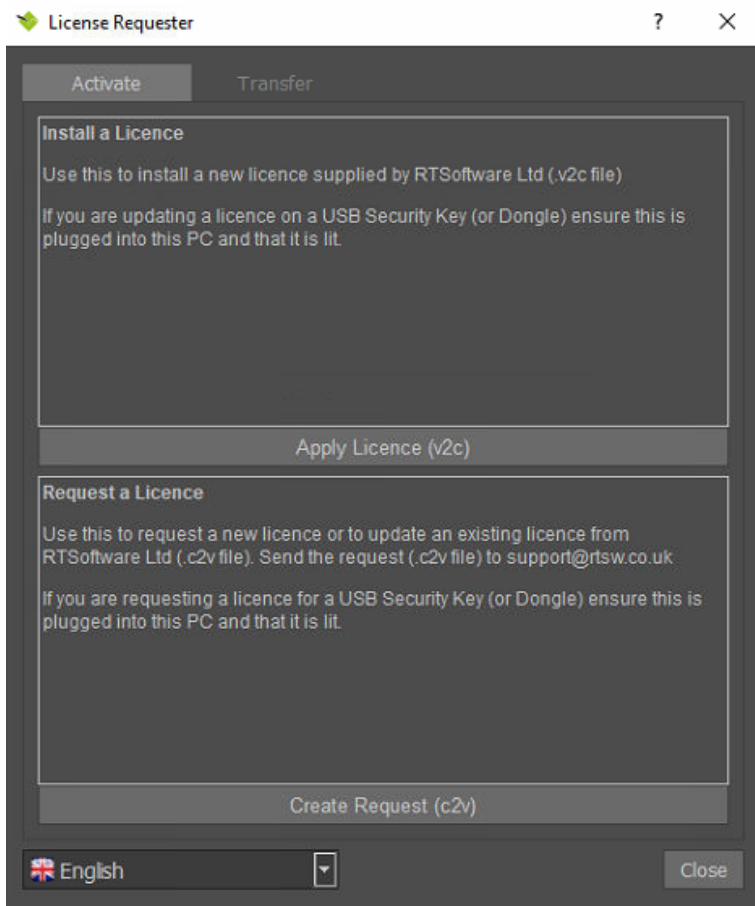 License Requester
? ×
Activate Transfer
Install a Licence
Use this to install a new licence supplied by RTSoftware Ltd (.v2c file)
If you are updating a licence on a USB Security Key (or Dongle) ensure this is
plugged into this PC and that it is lit.
Apply Licence (v2c)
Request a Licence
Use this to request a new licence or to update an existing licence from
RTSoftware Ltd (.c2v file). Send the request (.c2v file) to support@rtsw.co.uk
If you are requesting a licence for a USB Security Key (or Dongle) ensure this is
plugged into this PC and that it is lit.
Create Request (c2v)
English
Close